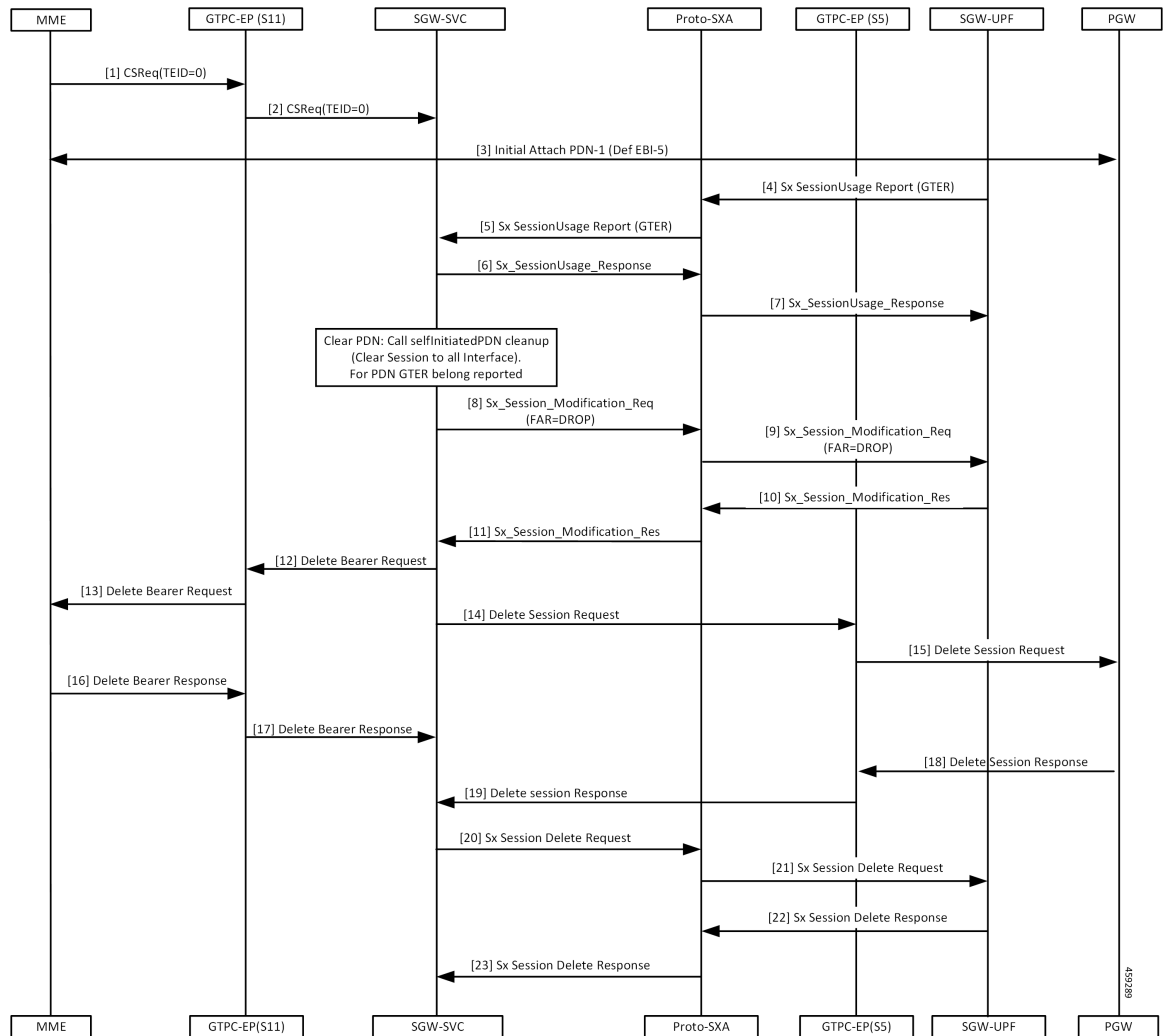 MME
GTPC-EP (S11)
SGW-SVC
Proto-SXA
GTPC-EP (S5)
SGW-UPF
PGW
[1] CSReq(TEID=0)
[2] CSReq(TEID=0)
[3] Initial Attach PDN-1 (Def EBI-5)
[4] Sx SessionUsage Report (GTER)
[5] Sx SessionUsage Report (GTER)
[6] Sx_SessionUsage_Response
[7] Sx_SessionUsage_Response
Clear PDN: Call selfInitiatedPDN cleanup
(Clear Session to all Interface).
For PDN GTER belong reported
[8] Sx_Session_Modification_Req
(FAR=DROP)
[9] Sx_Session_Modification_Req
(FAR=DROP)
[10] Sx_Session_Modification_Res
[11] Sx_Session_Modification_Res
[12] Delete Bearer Request
[13] Delete Bearer Request
[14] Delete Session Request
[15] Delete Session Request
[16] Delete Bearer Response
[17] Delete Bearer Response
[18] Delete Session Response
[19] Delete session Response
[20] Sx Session Delete Request
[21] Sx Session Delete Request
[22] Sx Session Delete Response
[23] Sx Session Delete Response
459289
MME
GTPC-EP(S11)
SGW-SVC
Proto-SXA
GTPC-EP(S5)
SGW-UPF
PGW